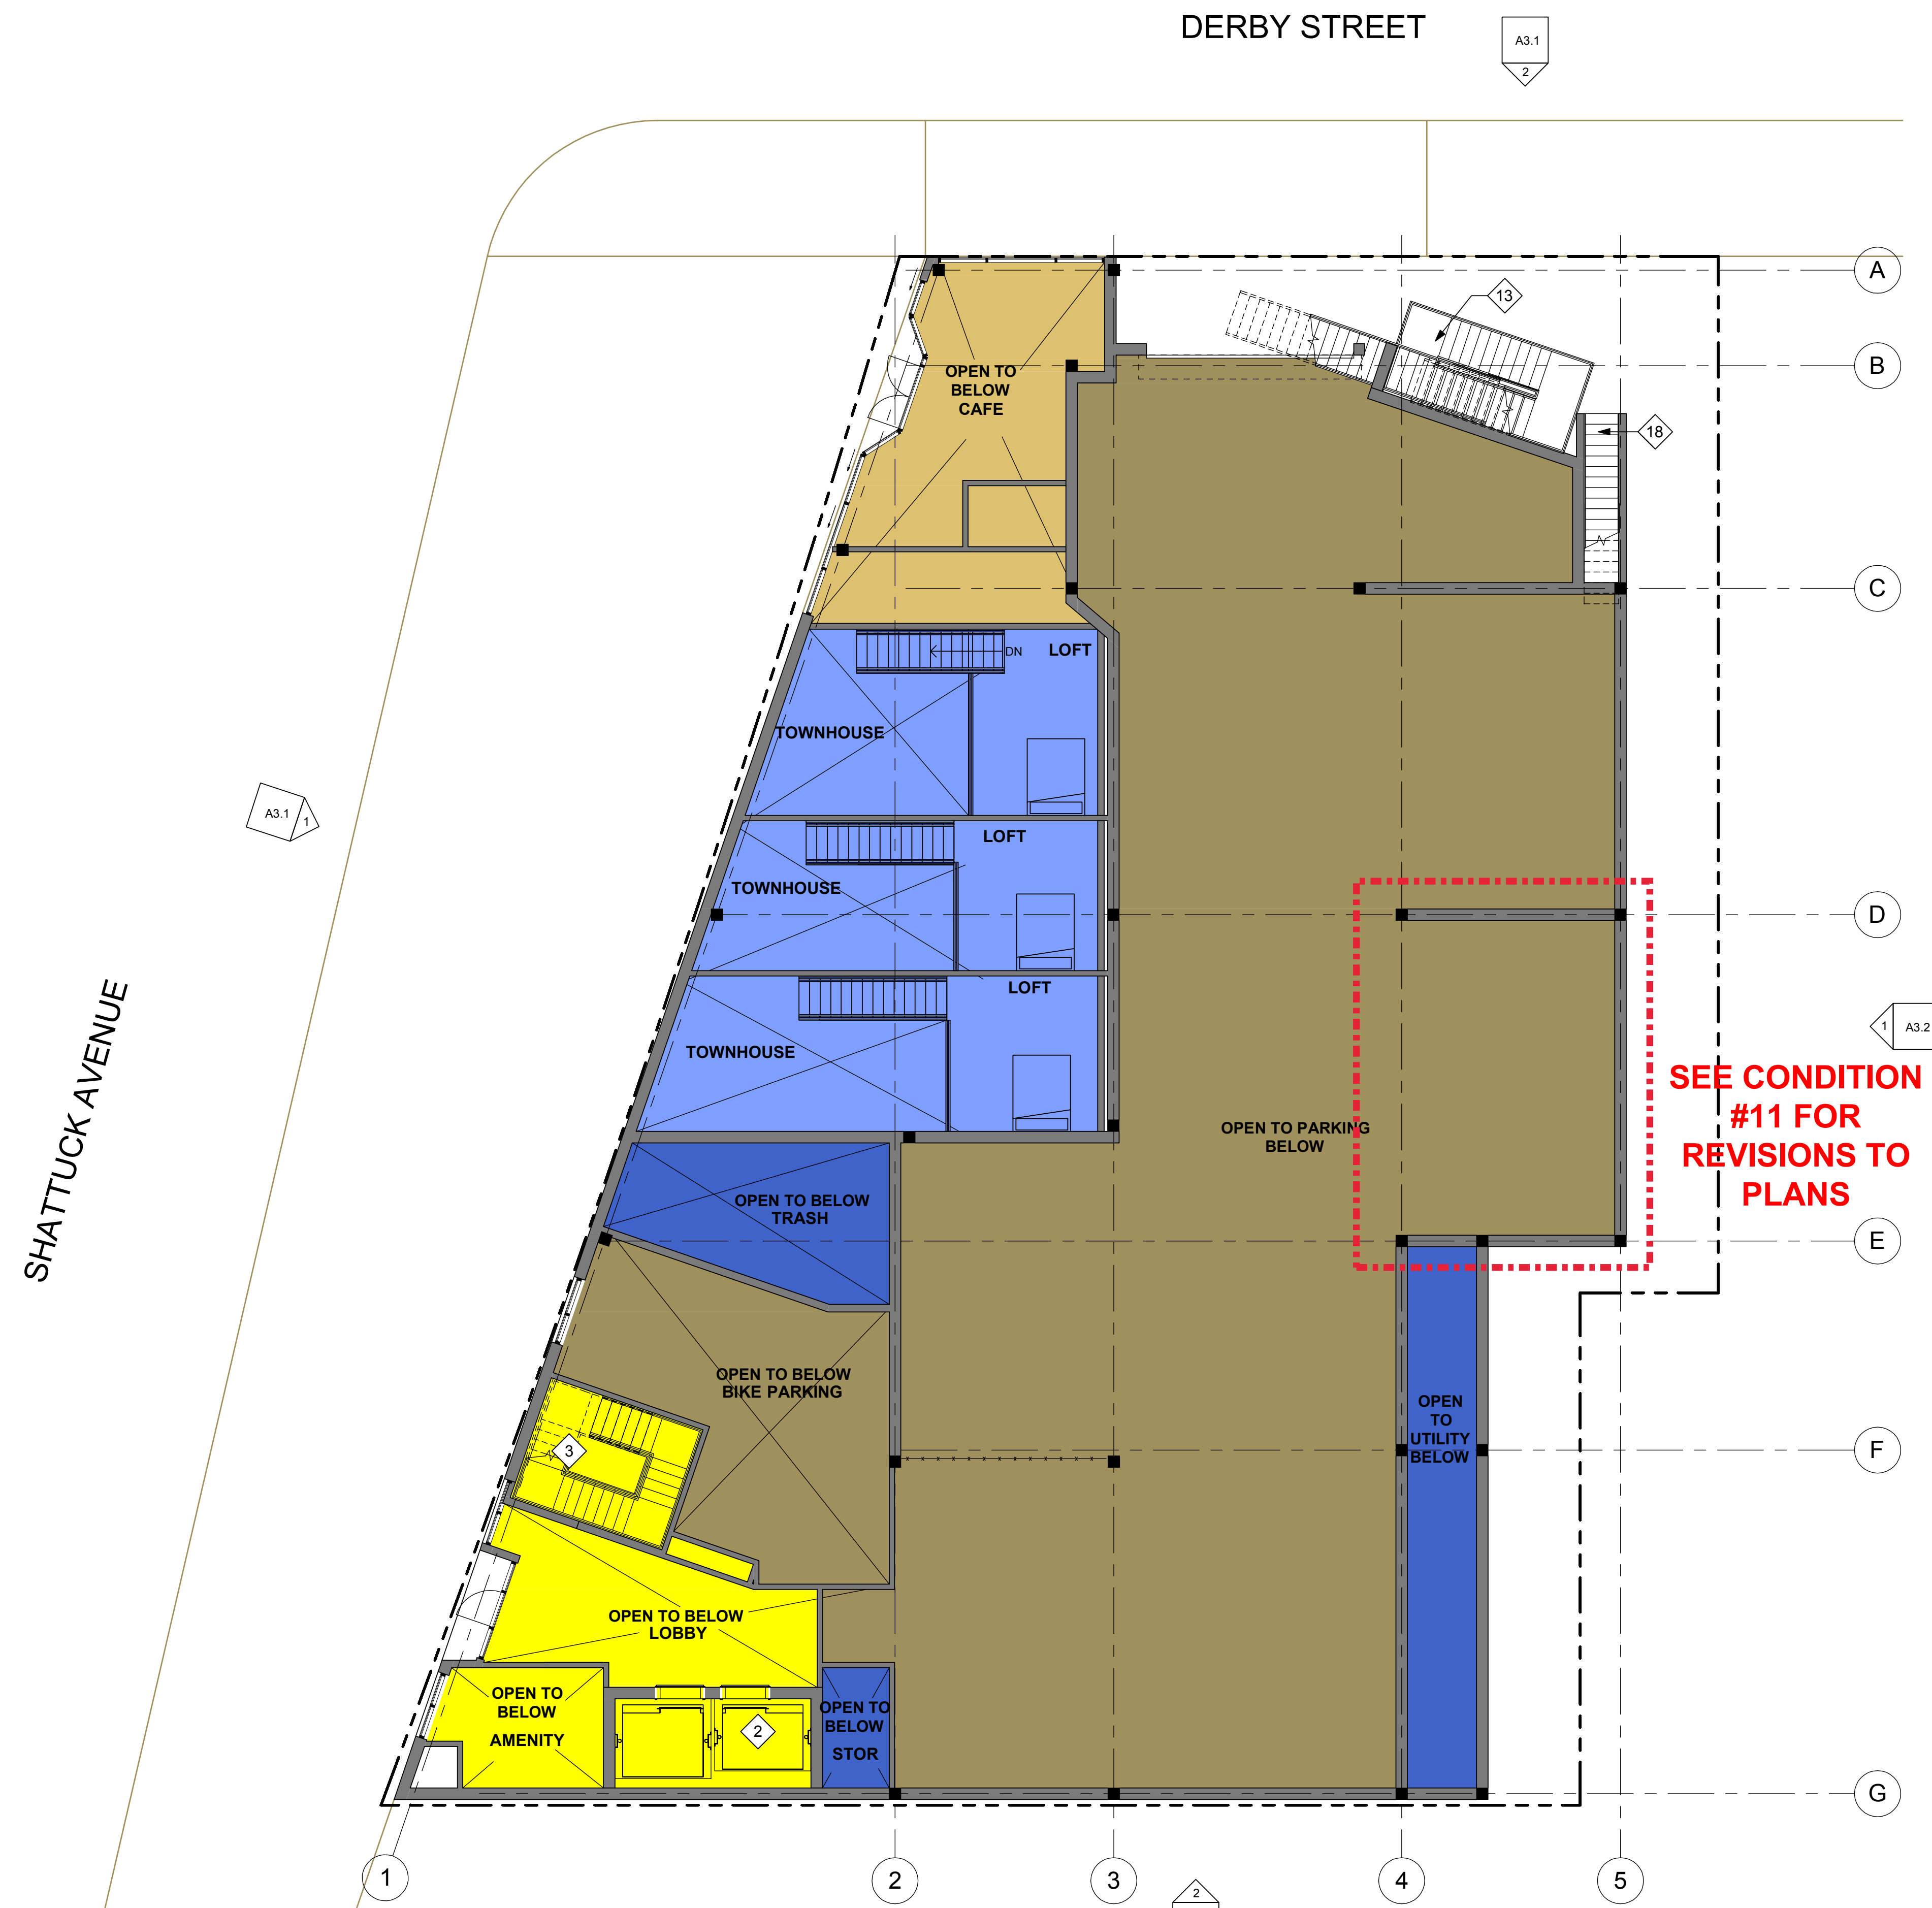 DERBY STREET
A3.1
2
A
13
B
OPEN TO
BELOW
CAFE
18
C
DN
LOFT
TOWNHOUSE
A3.1
1
LOFT
TOWNHOUSE
D
LOFT
TOWNHOUSE
SHATTUCK AVENUE
1
A3.2
SEE CONDITION
#11 FOR
REVISIONS TO
PLANS
OPEN TO PARKING
BELOW
OPEN TO BELOW
TRASH
E
OPEN TO BELOW
BIKE PARKING
OPEN
TO
UTILITY
BELOW
3
F
OPEN TO BELOW
LOBBY
OPEN TO
BELOW
AMENITY
2
OPEN TO
BELOW
STOR
G
1
2
3
4
5
2